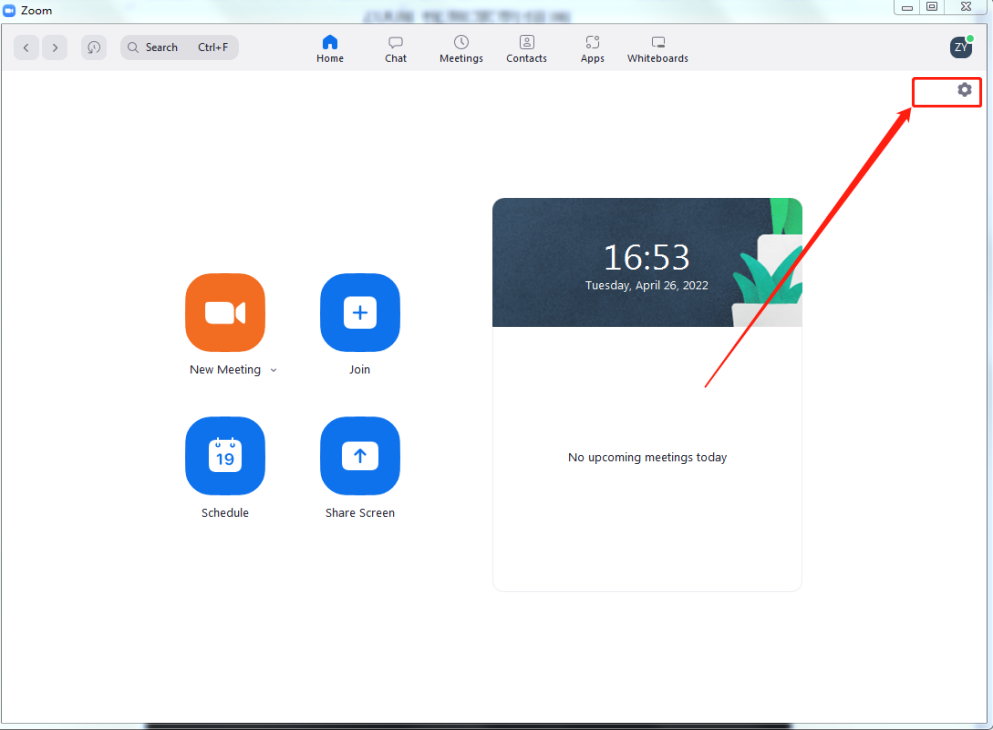 Zoom
Search Ctrl+F
Home
Chat
Meetings
Contacts
Apps
Whiteboards
ZY
16:53
Tuesday, April 26, 2022
New Meeting
Join
19
Schedule
Share Screen
No upcoming meetings today